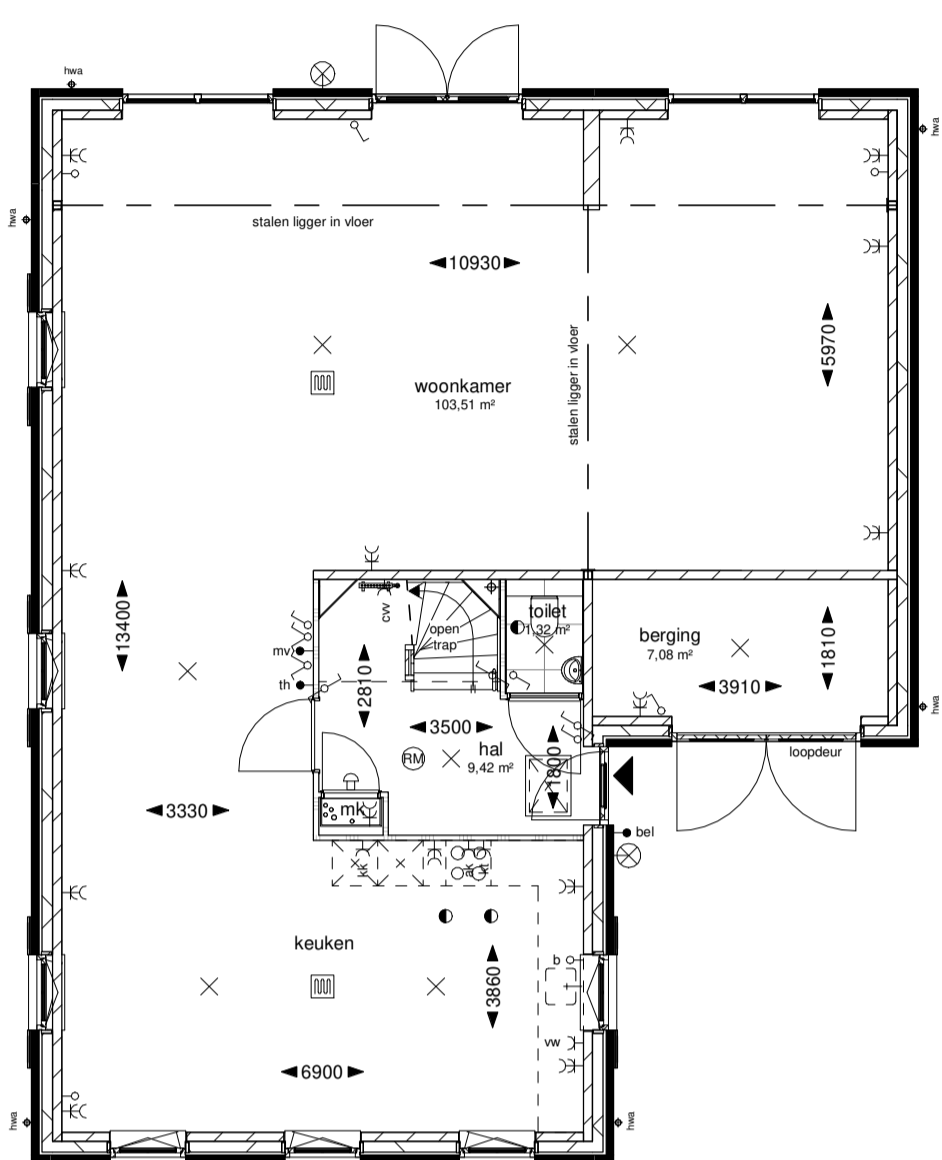 hwa
hwa
hwa
stalen ligger in vloer
10930
5970
stalen ligger in vloer
woonkamer
103,51 m²
13400
cvv
open
trap
toilet
1,32 m²
berging
7,08 m²
1810
mv
th
2810
3910
hwa
3500
hal
9,42 m²
RM
1800
loopdeur
3330
mk
bel
kk
ak
kt
keuken
b
3860
vw
6900
hwa
hwa